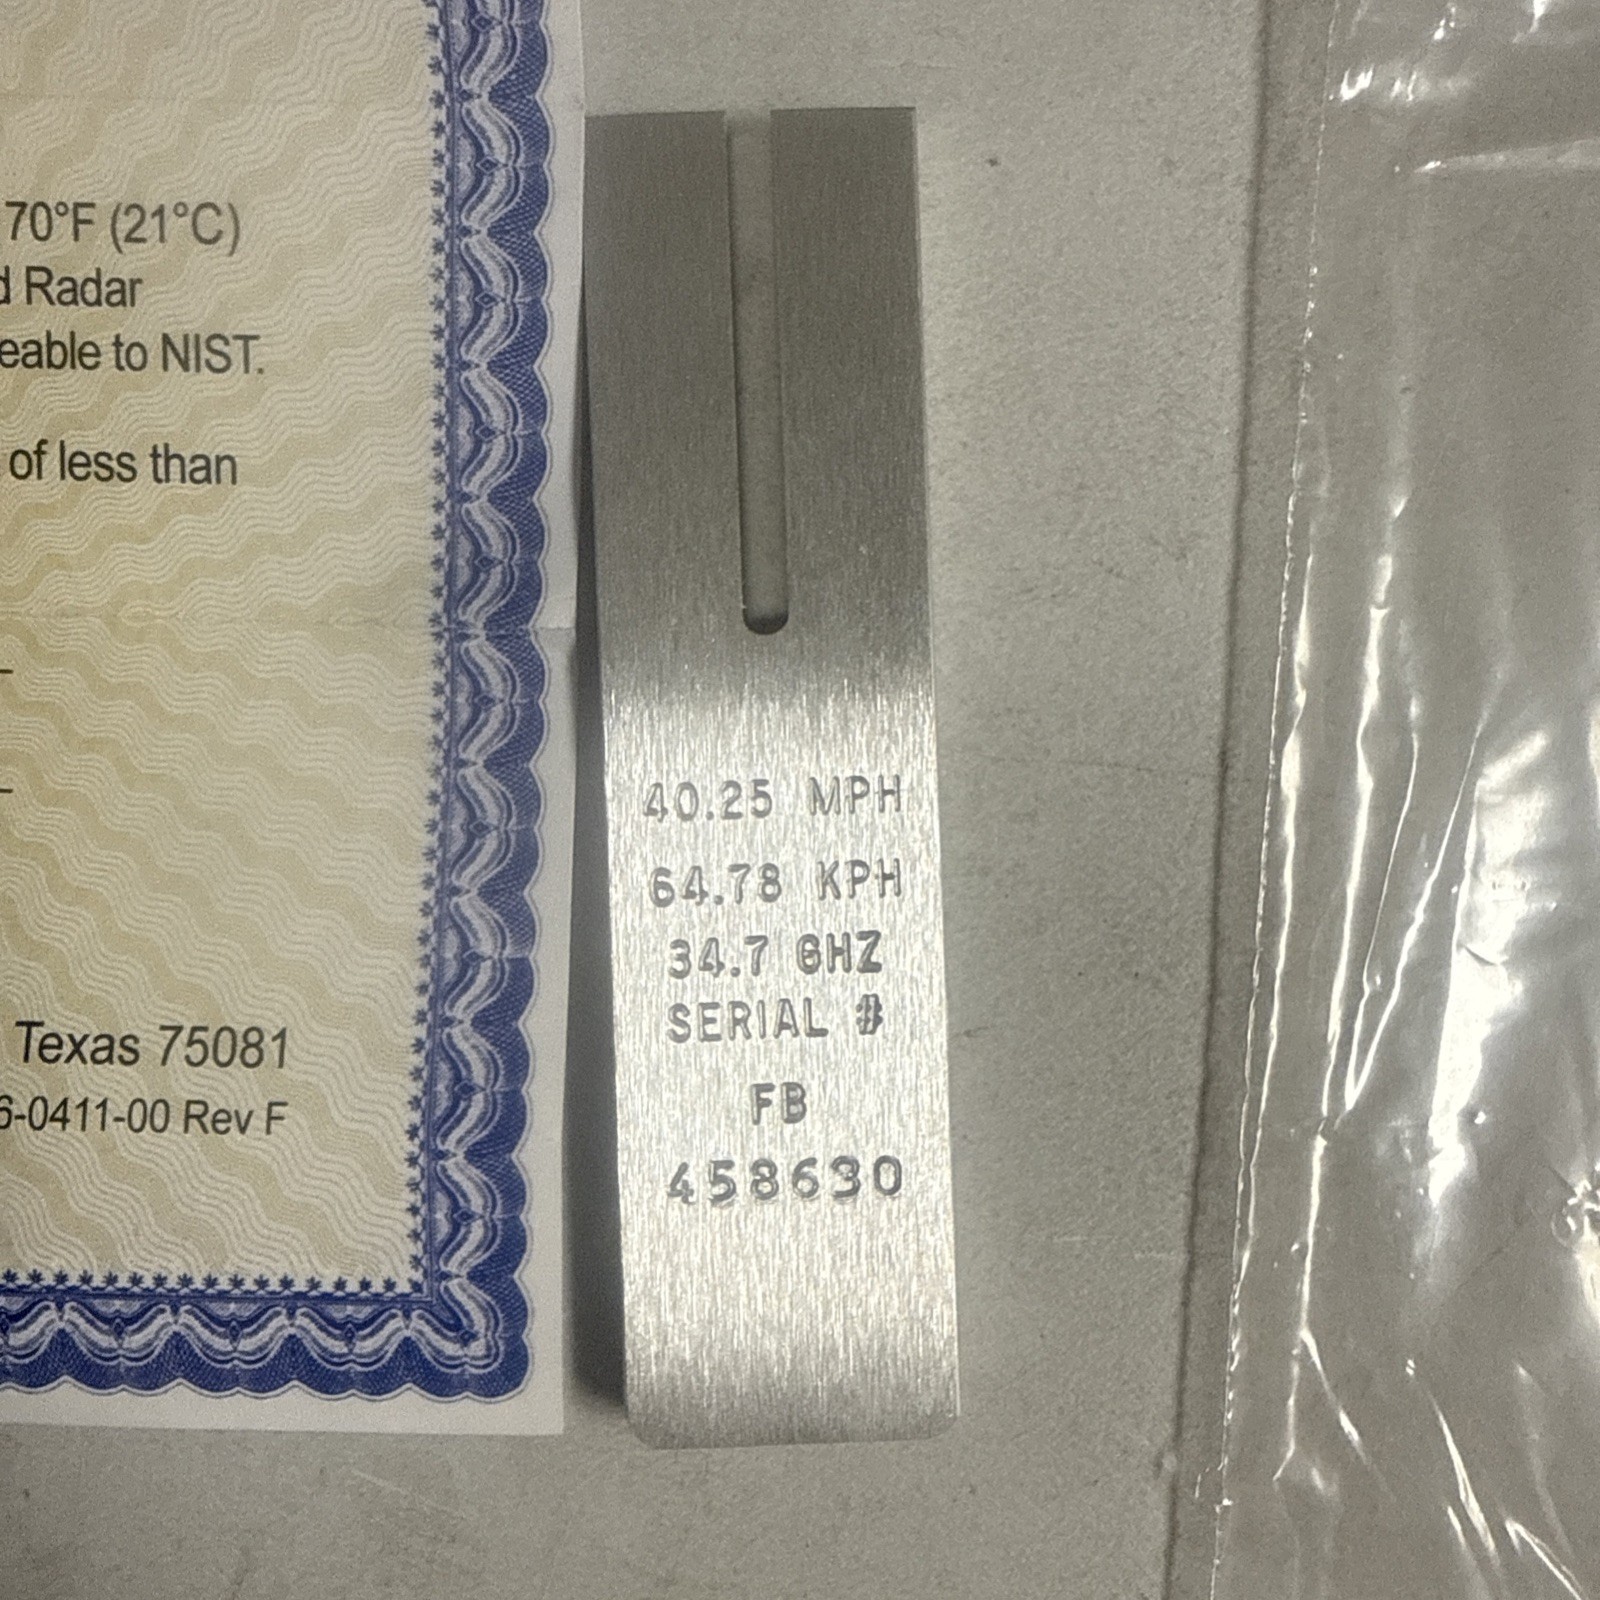 70°F (21°C)
d Radar
eable to NIST.
of less than
Texas 75081
6-0411-00 Rev F
40.25 MPH
64.78 KPH
34.7 GHZ
SERIAL #
FB
458630